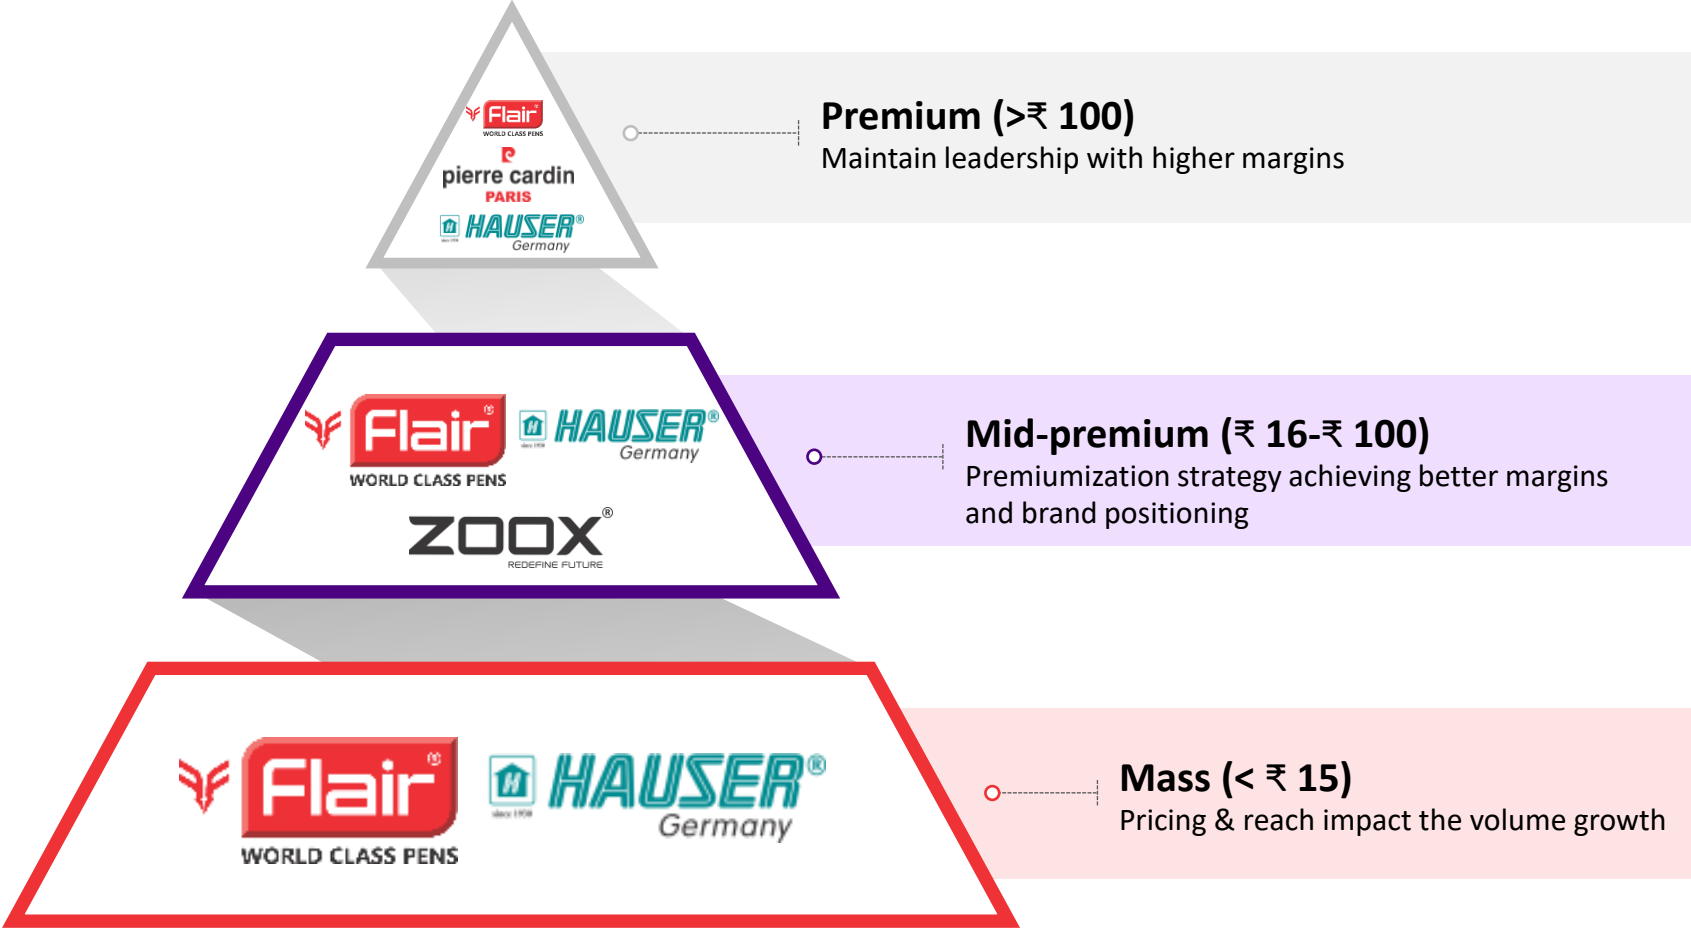 Flair
WORLD CLASS PENS
pierre cardin
PARIS
HAUSER®
Germany
Premium (>₹ 100)
Maintain leadership with higher margins
Flair
WORLD CLASS PENS
HAUSER®
Germany
ZOOX®
REDEFINE FUTURE
Mid-premium (₹ 16-₹ 100)
Premiumization strategy achieving better margins
and brand positioning
Flair
WORLD CLASS PENS
H
since 1950
HAUSER®
Germany
Mass (< ₹ 15)
Pricing & reach impact the volume growth